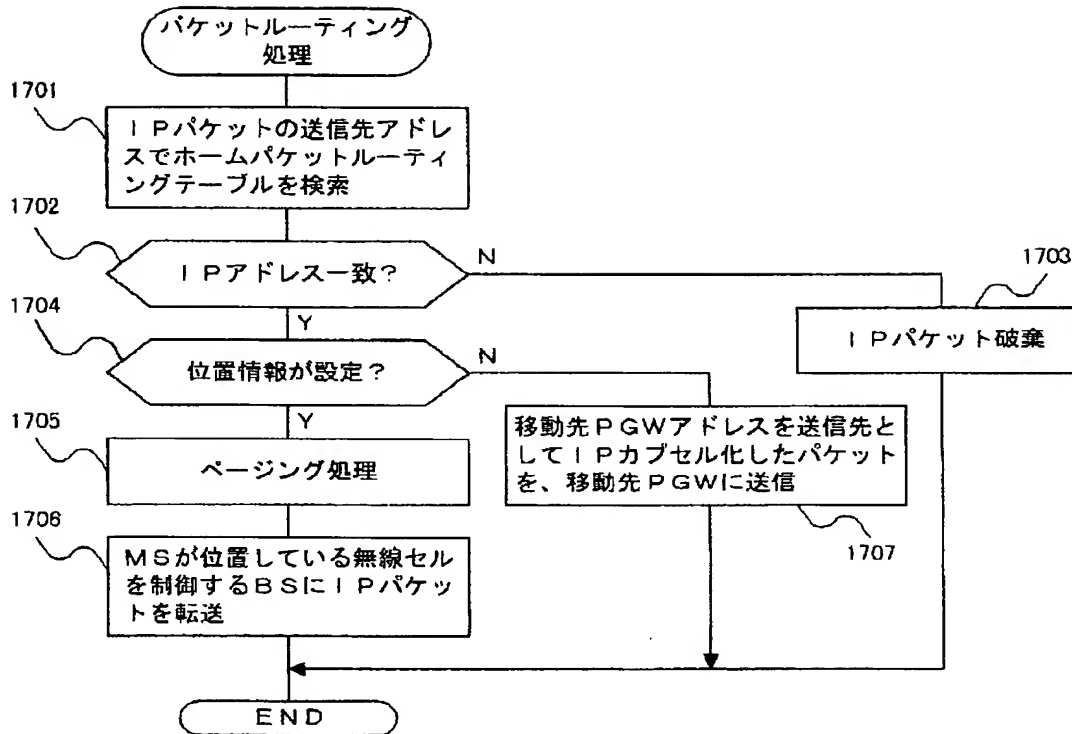 パケットルーティング
処理
1701
ＩＰパケットの送信先アドレ
スでホームパケットルーティ
ングテーブルを検索
1702
ＩＰアドレス一致？
N
Y
1703
ＩＰパケット破棄
1704
位置情報が設定？
N
Y
1705
ページング処理
移動先ＰＧＷアドレスを送信先と
してＩＰカプセル化したパケット
を、移動先ＰＧＷに送信
1707
1706
ＭＳが位置している無線セル
を制御するＢＳにＩＰパケッ
トを転送
ＥＮＤ